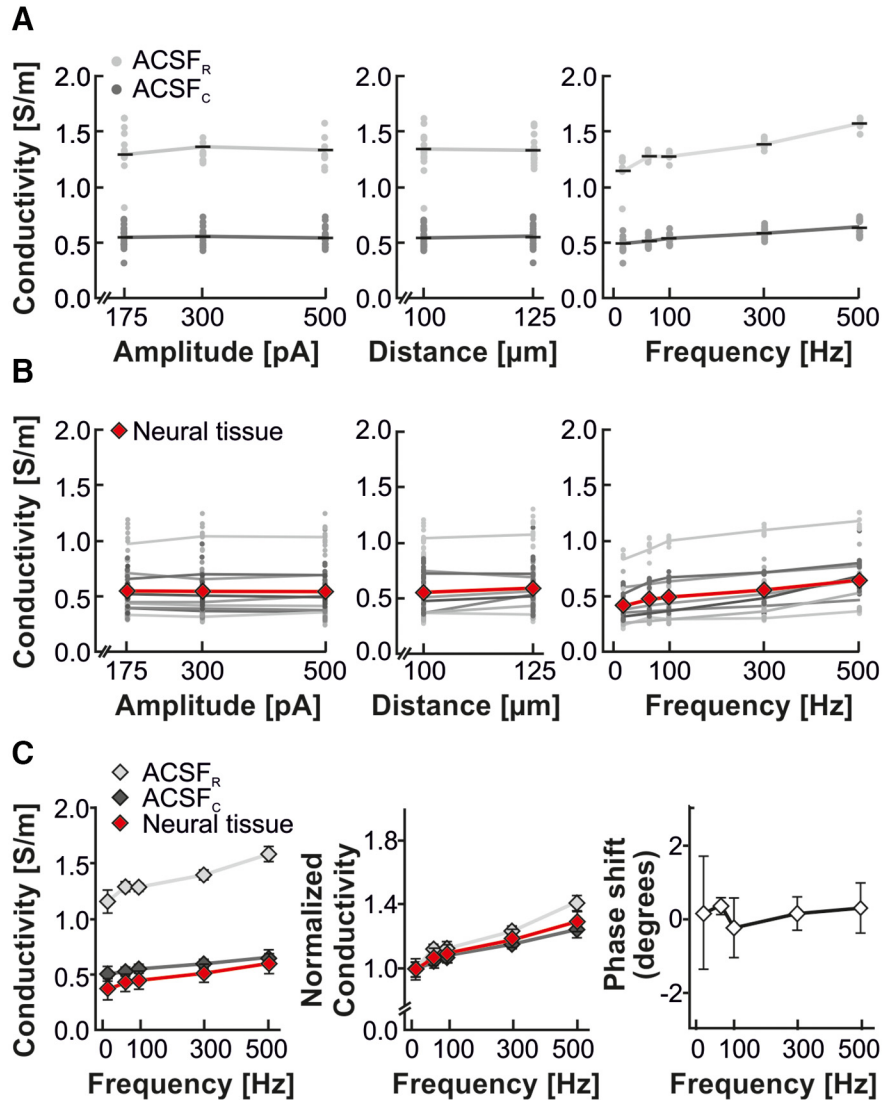 A
ACSF_R
ACSF_C
Conductivity [S/m]
2.0
1.5
1.0
0.5
0.0
175 300 500
Amplitude [pA]
2.0
1.5
1.0
0.5
0.0
100 125
Distance [µm]
2.0
1.5
1.0
0.5
0.0
0 100 300 500
Frequency [Hz]
B
Neural tissue
Conductivity [S/m]
2.0
1.5
1.0
0.5
0.0
175 300 500
Amplitude [pA]
2.0
1.5
1.0
0.5
0.0
100 125
Distance [µm]
2.0
1.5
1.0
0.5
0.0
0 100 300 500
Frequency [Hz]
C
ACSF_R
ACSF_C
Neural tissue
Conductivity [S/m]
2.0
1.5
1.0
0.5
0.0
0 100 300 500
Frequency [Hz]
Normalized
Conductivity
1.8
1.4
1.0
0.0
0 100 300 500
Frequency [Hz]
Phase shift
(degrees)
2
0
-2
0 100 300 500
Frequency [Hz]